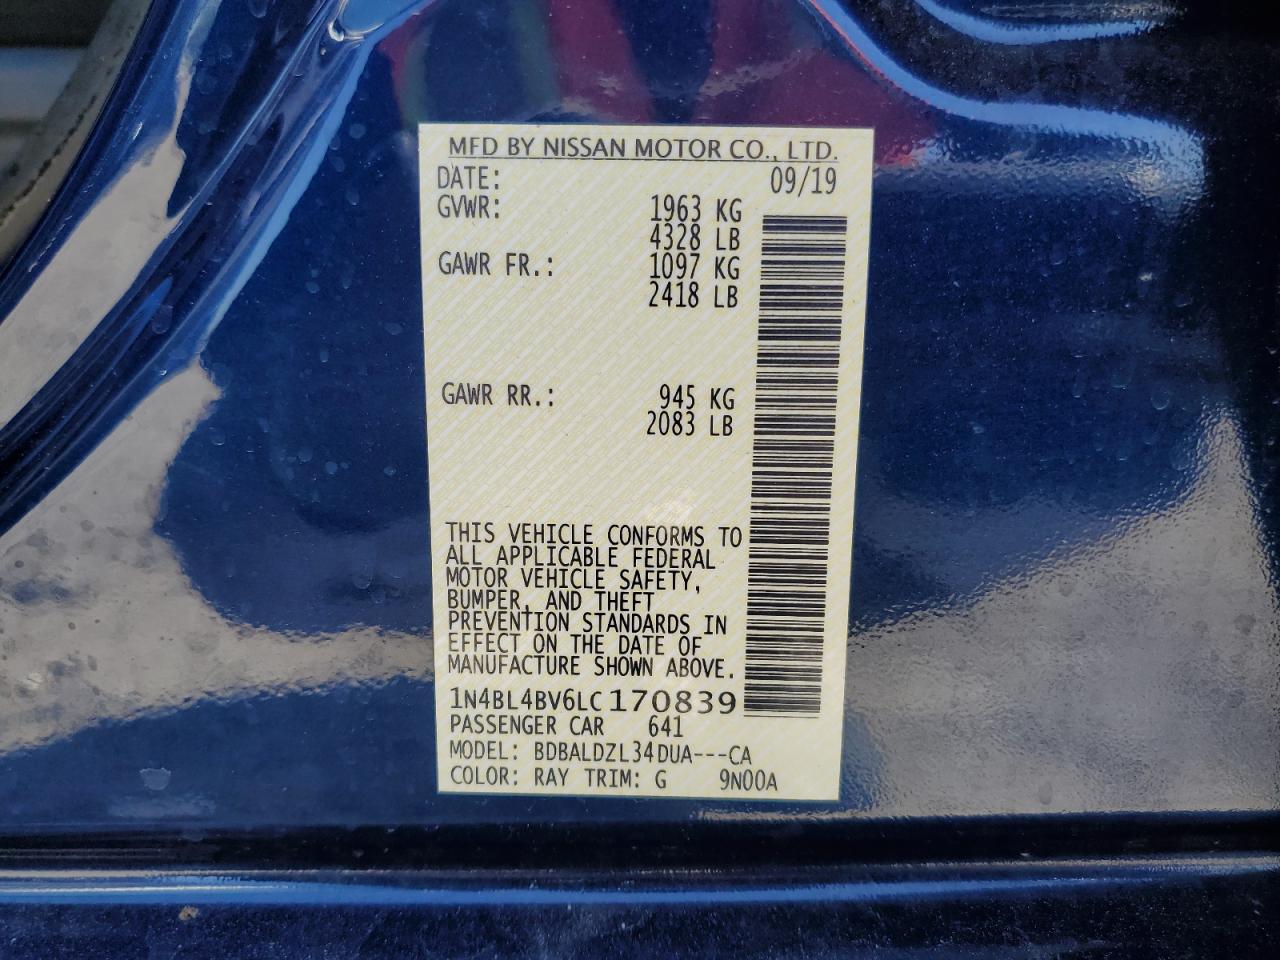 MFD BY NISSAN MOTOR CO., LTD.
DATE: 09/19
GVWR: 1963 KG
4328 LB
GAWR FR.: 1097 KG
2418 LB
GAWR RR.: 945 KG
2083 LB
THIS VEHICLE CONFORMS TO
ALL APPLICABLE FEDERAL
MOTOR VEHICLE SAFETY,
BUMPER, AND THEFT
PREVENTION STANDARDS IN
EFFECT ON THE DATE OF
MANUFACTURE SHOWN ABOVE.
1N4BL4BV6LC170839
PASSENGER CAR 641
MODEL: BDBALDZL34DUA---CA
COLOR: RAY TRIM: G 9N00A